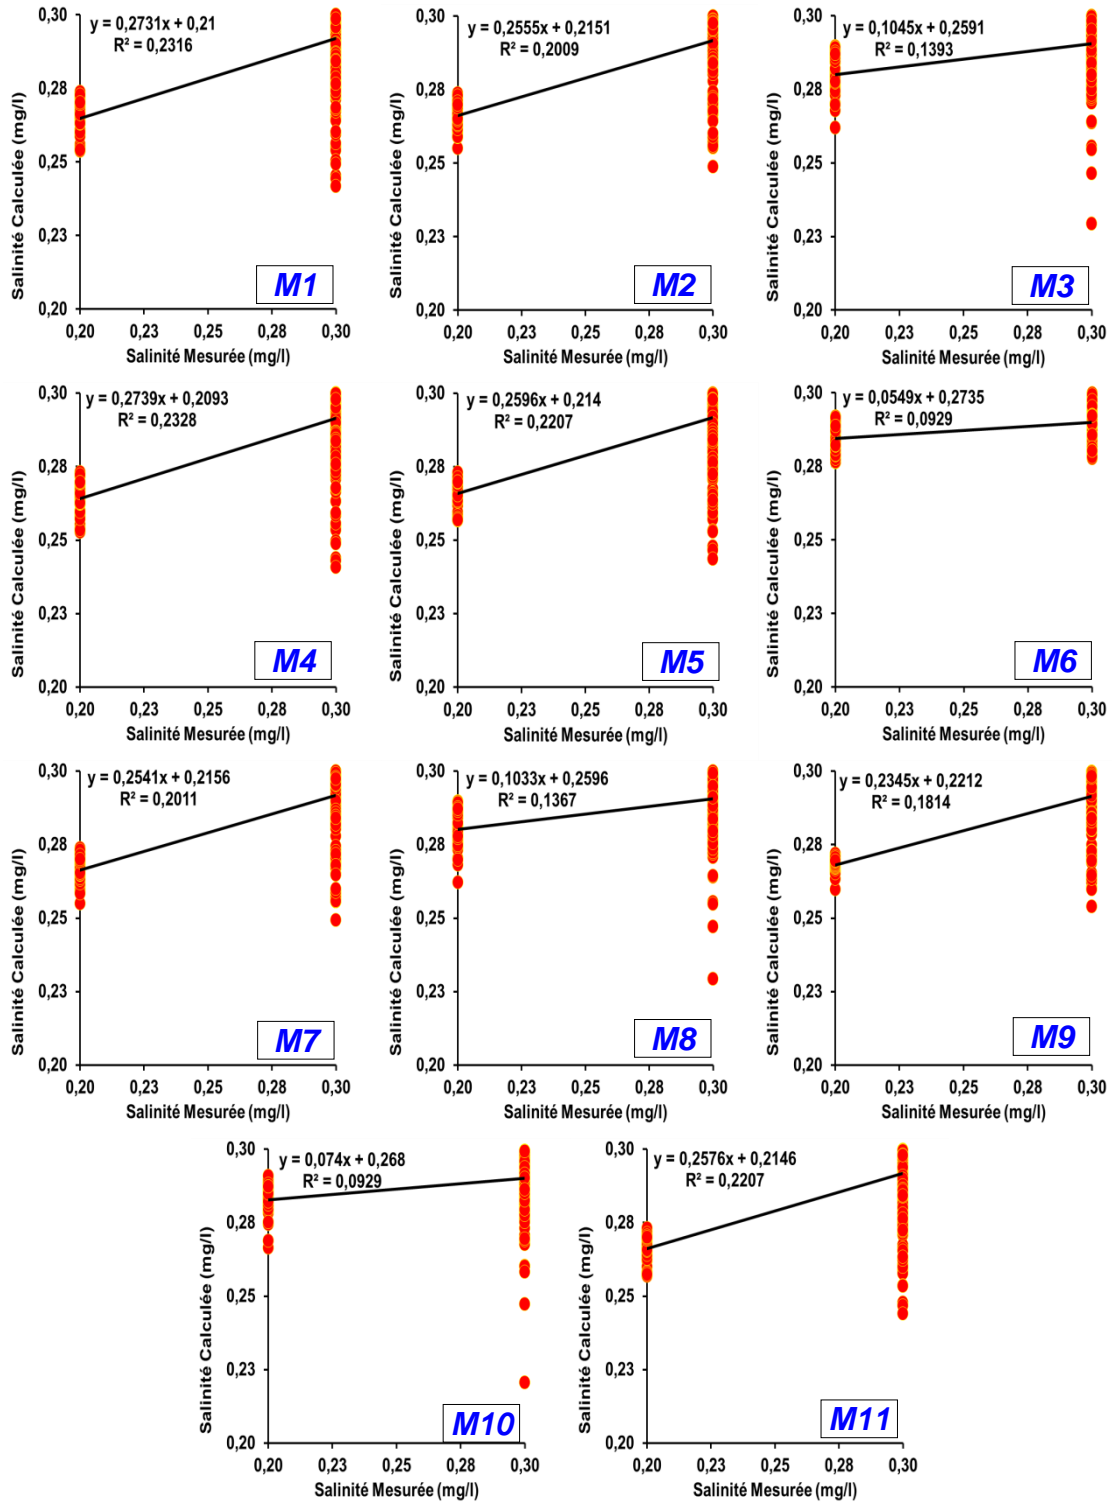 0,30
y = 0,2731x + 0,21
R² = 0,2316
0,28
0,25
0,23
0,20
Salinité Calculée (mg/l)
M1
0,20 0,23 0,25 0,28 0,30
Salinité Mesurée (mg/l)
0,30
y = 0,2555x + 0,2151
R² = 0,2009
0,28
0,25
0,23
0,20
Salinité Calculée (mg/l)
M2
0,20 0,23 0,25 0,28 0,30
Salinité Mesurée (mg/l)
0,30
y = 0,1045x + 0,2591
R² = 0,1393
0,28
0,25
0,23
0,20
Salinité Calculée (mg/l)
M3
0,20 0,23 0,25 0,28 0,30
Salinité Mesurée (mg/l)
0,30
y = 0,2739x + 0,2093
R² = 0,2328
0,28
0,25
0,23
0,20
Salinité Calculée (mg/l)
M4
0,20 0,23 0,25 0,28 0,30
Salinité Mesurée (mg/l)
0,30
y = 0,2596x + 0,214
R² = 0,2207
0,28
0,25
0,23
0,20
Salinité Calculée (mg/l)
M5
0,20 0,23 0,25 0,28 0,30
Salinité Mesurée (mg/l)
0,30
y = 0,0549x + 0,2735
R² = 0,0929
0,28
0,25
0,23
0,20
Salinité Calculée (mg/l)
M6
0,20 0,23 0,25 0,28 0,30
Salinité Mesurée (mg/l)
0,30
y = 0,2541x + 0,2156
R² = 0,2011
0,28
0,25
0,23
0,20
Salinité Calculée (mg/l)
M7
0,20 0,23 0,25 0,28 0,30
Salinité Mesurée (mg/l)
0,30
y = 0,1033x + 0,2596
R² = 0,1367
0,28
0,25
0,23
0,20
Salinité Calculée (mg/l)
M8
0,20 0,23 0,25 0,28 0,30
Salinité Mesurée (mg/l)
0,30
y = 0,2345x + 0,2212
R² = 0,1814
0,28
0,25
0,23
0,20
Salinité Calculée (mg/l)
M9
0,20 0,23 0,25 0,28 0,30
Salinité Mesurée (mg/l)
0,30
y = 0,074x + 0,268
R² = 0,0929
0,28
0,25
0,23
0,20
Salinité Calculée (mg/l)
M10
0,20 0,23 0,25 0,28 0,30
Salinité Mesurée (mg/l)
0,30
y = 0,2576x + 0,2146
R² = 0,2207
0,28
0,25
0,23
0,20
Salinité Calculée (mg/l)
M11
0,20 0,23 0,25 0,28 0,30
Salinité Mesurée (mg/l)